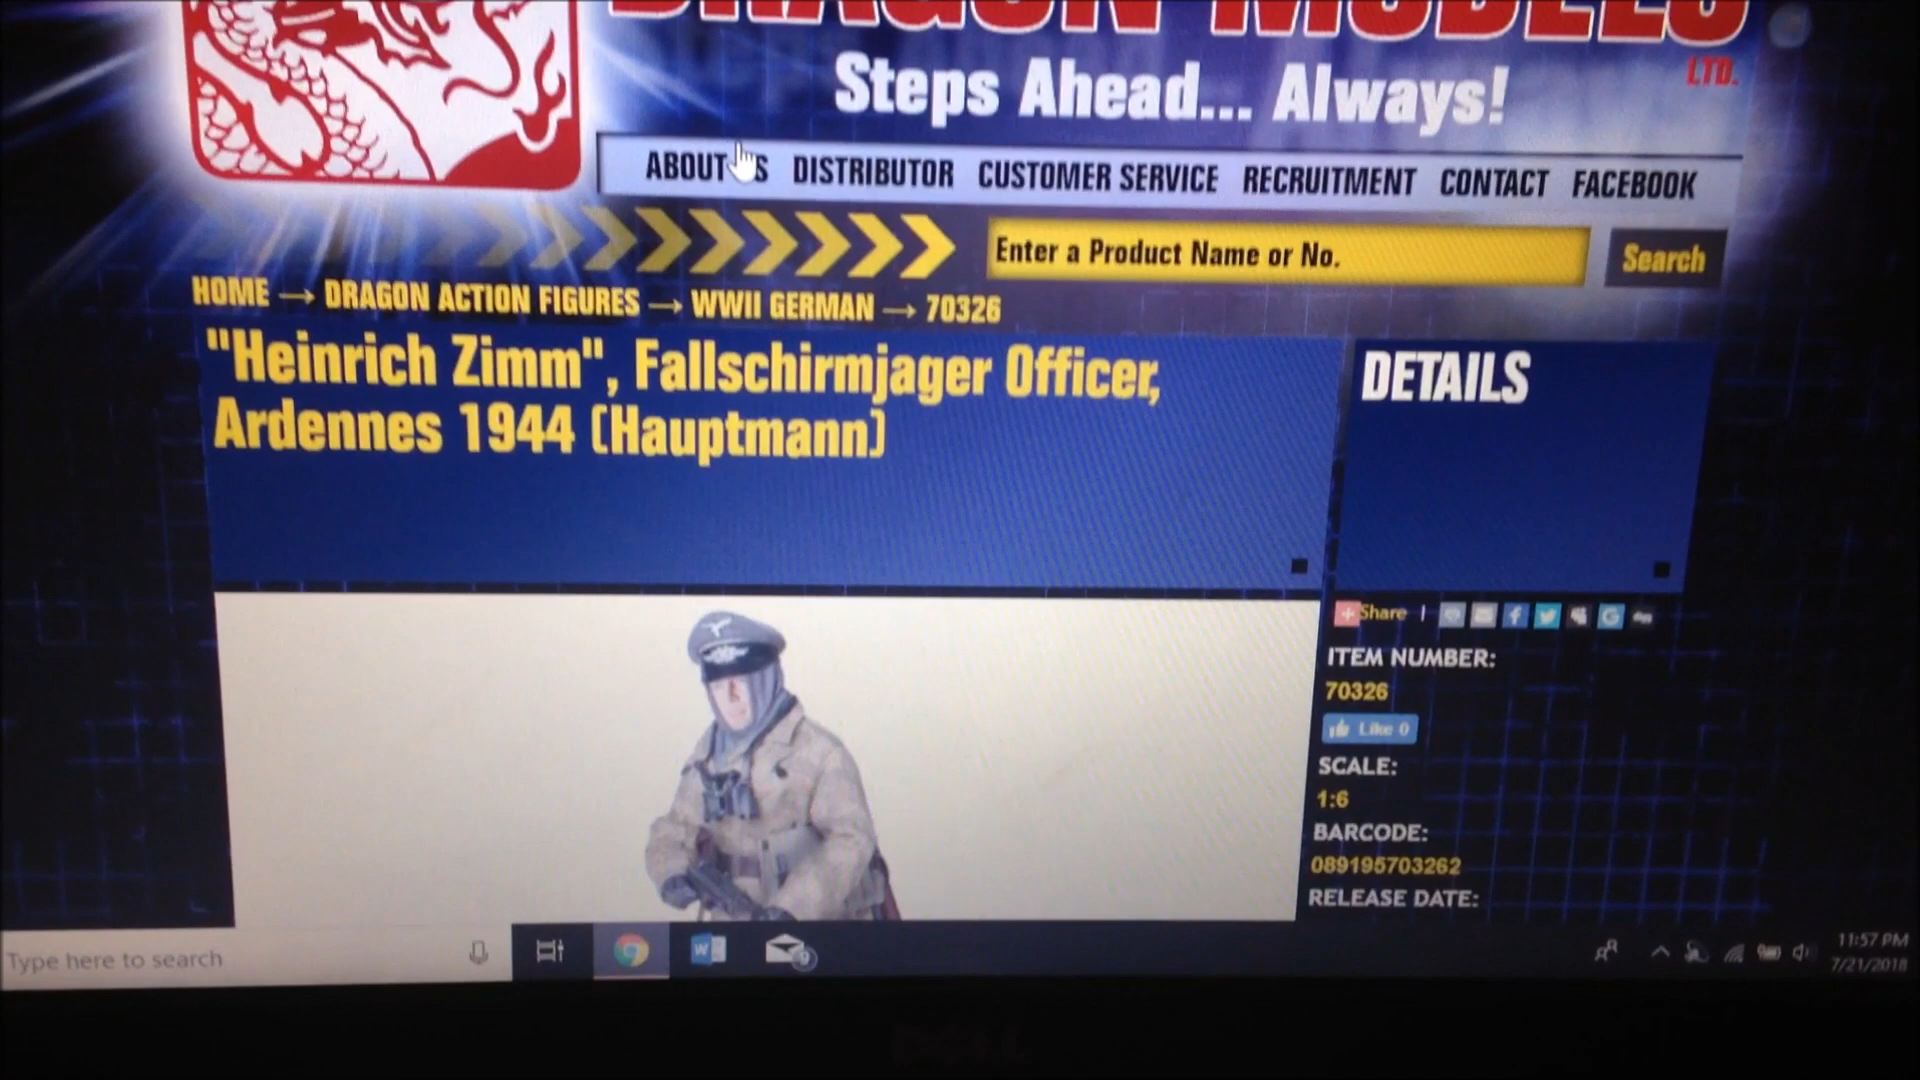 DRAGON MODELS
LTD.
Steps Ahead... Always!
ABOUT US DISTRIBUTOR CUSTOMER SERVICE RECRUITMENT CONTACT FACEBOOK
Enter a Product Name or No. Search
HOME → DRAGON ACTION FIGURES → WWII GERMAN → 70326
"Heinrich Zimm", Fallschirmjager Officer,
Ardennes 1944 (Hauptmann)
DETAILS
Share |
ITEM NUMBER:
70326
Like 0
SCALE:
1:6
BARCODE:
089195703262
RELEASE DATE:
Type here to search
11:57 PM
7/21/2018